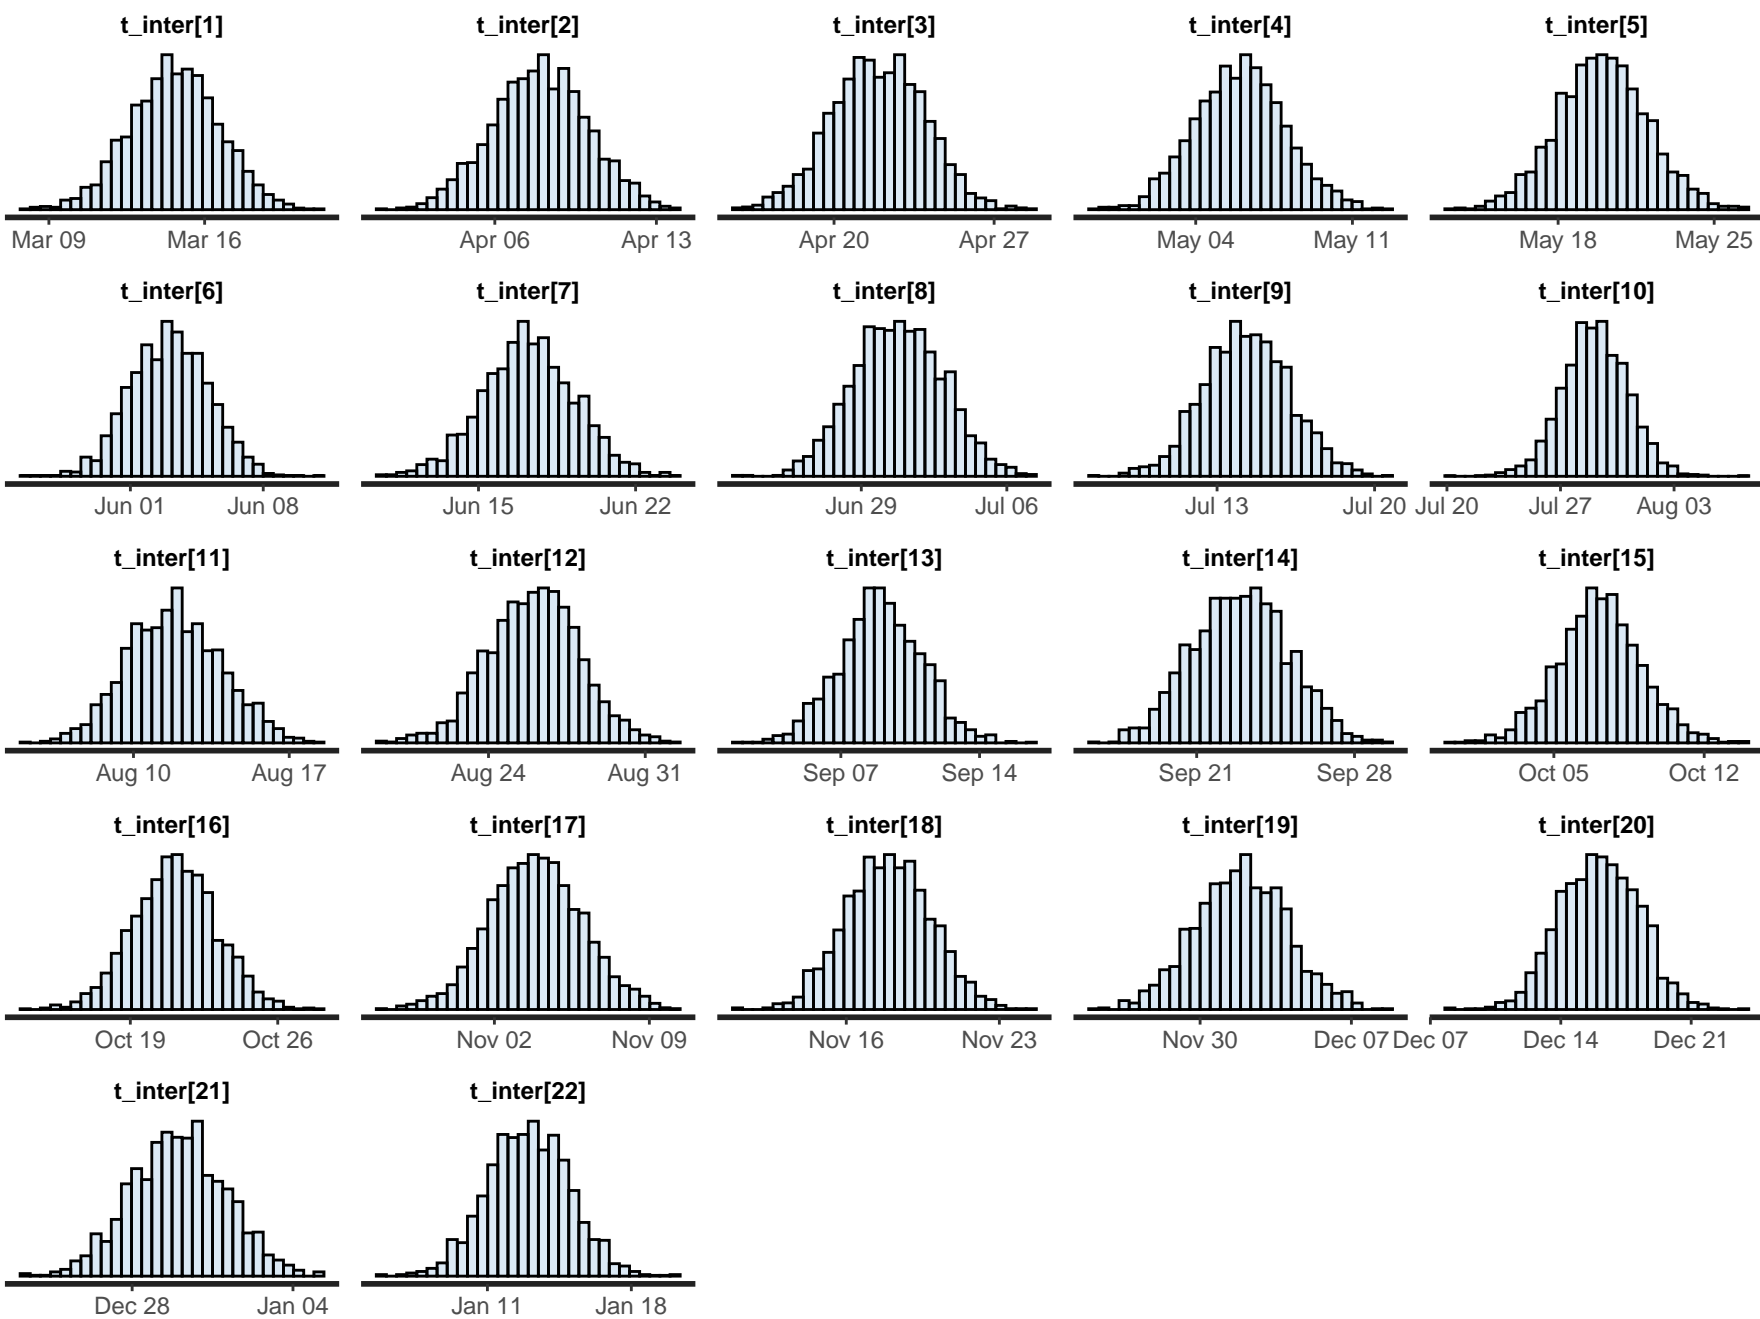 t_inter[1] t_inter[2] t_inter[3] t_inter[4] t_inter[5]
Mar 09 Mar 16 Apr 06 Apr 13 Apr 20 Apr 27 May 04 May 11 May 18 May 25
t_inter[6] t_inter[7] t_inter[8] t_inter[9] t_inter[10]
Jun 01 Jun 08 Jun 15 Jun 22 Jun 29 Jul 06 Jul 13 Jul 20 Jul 20 Jul 27 Aug 03
t_inter[11] t_inter[12] t_inter[13] t_inter[14] t_inter[15]
Aug 10 Aug 17 Aug 24 Aug 31 Sep 07 Sep 14 Sep 21 Sep 28 Oct 05 Oct 12
t_inter[16] t_inter[17] t_inter[18] t_inter[19] t_inter[20]
Oct 19 Oct 26 Nov 02 Nov 09 Nov 16 Nov 23 Nov 30 Dec 07 Dec 07 Dec 14 Dec 21
t_inter[21] t_inter[22]
Dec 28 Jan 04 Jan 11 Jan 18